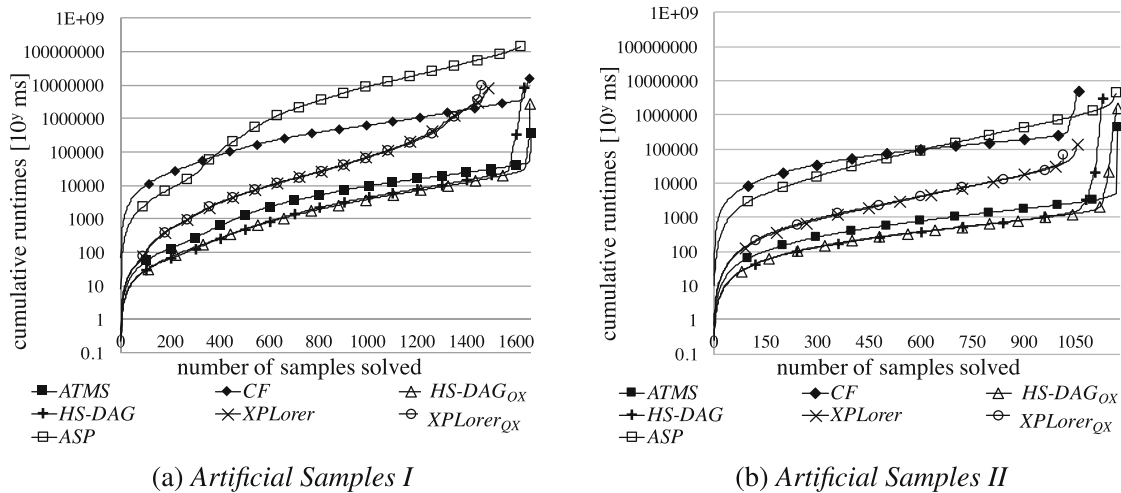 1E+09
100000000
10000000
1000000
100000
10000
1000
100
10
1
0.1
cumulative runtimes [10^y ms]
0 200 400 600 800 1000 1200 1400 1600
number of samples solved
ATMS CF HS-DAG_OX
HS-DAG XPLorer XPLorer_QX
ASP
(a) Artificial Samples I
1E+09
100000000
10000000
1000000
100000
10000
1000
100
10
1
0.1
cumulative runtimes [10^y ms]
0 150 300 450 600 750 900 1050
number of samples solved
ATMS CF HS-DAG_OX
HS-DAG XPLorer XPLorer_QX
ASP
(b) Artificial Samples II